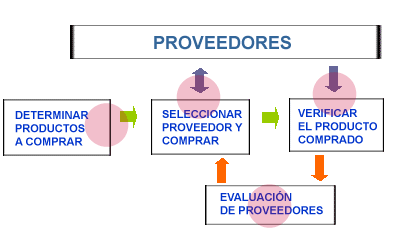 PROVEEDORES
DETERMINAR
PRODUCTOS
A COMPRAR
SELECCIONAR
PROVEEDOR Y
COMPRAR
VERIFICAR
EL PRODUCTO
COMPRADO
EVALUACIÓN
DE PROVEEDORES